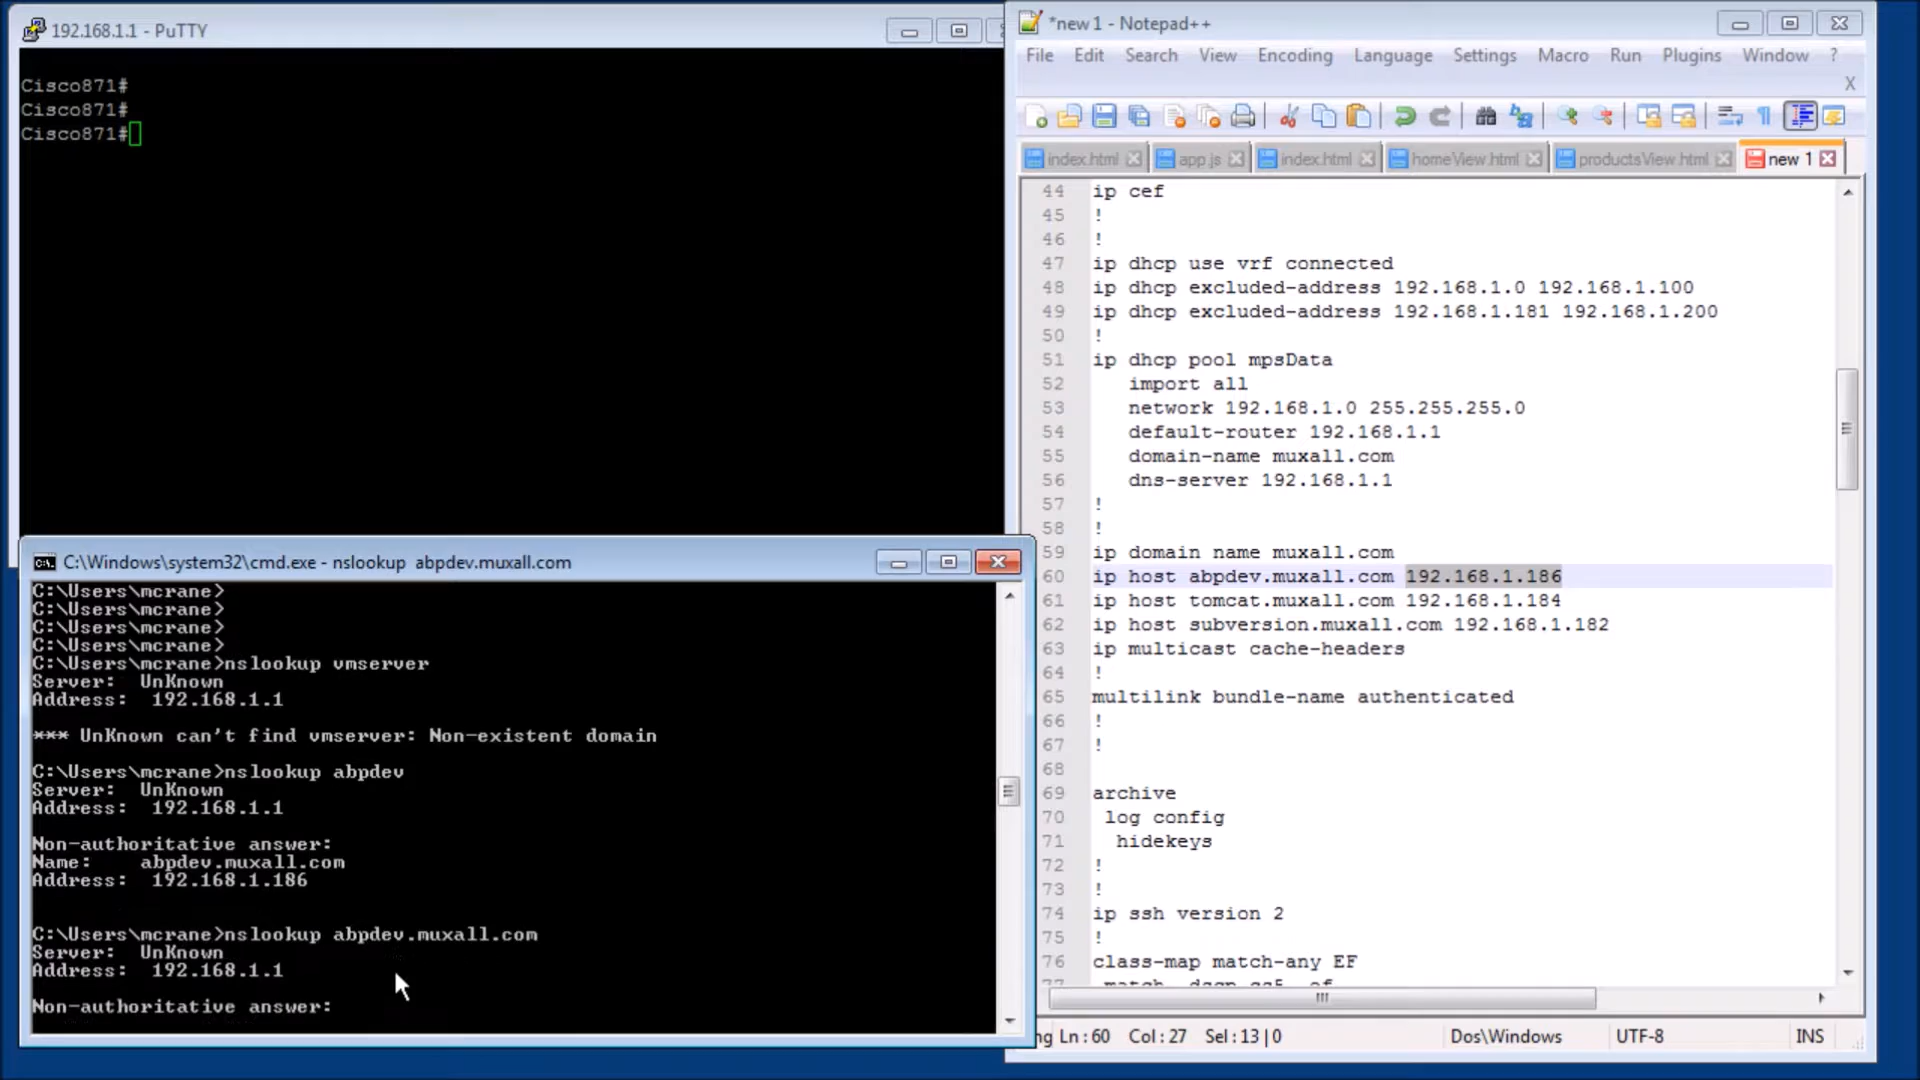 192.168.1.1 - PuTTY
Cisco871#
Cisco871#
Cisco871#
C:\Windows\system32\cmd.exe - nslookup abpdev.muxall.com
C:\Users\mcrane>
C:\Users\mcrane>
C:\Users\mcrane>
C:\Users\mcrane>
C:\Users\mcrane>nslookup vmserver
Server: UnKnown
Address: 192.168.1.1
*** UnKnown can't find vmserver: Non-existent domain
C:\Users\mcrane>nslookup abpdev
Server: UnKnown
Address: 192.168.1.1
Non-authoritative answer:
Name: abpdev.muxall.com
Address: 192.168.1.186
C:\Users\mcrane>nslookup abpdev.muxall.com
Server: UnKnown
Address: 192.168.1.1
Non-authoritative answer:
*new 1 - Notepad++
File Edit Search View Encoding Language Settings Macro Run Plugins Window ?
X
index.html app.js index.html homeView.html productsView.html new 1
44 ip cef
45 !
46 !
47 ip dhcp use vrf connected
48 ip dhcp excluded-address 192.168.1.0 192.168.1.100
49 ip dhcp excluded-address 192.168.1.181 192.168.1.200
50 !
51 ip dhcp pool mpsData
52 import all
53 network 192.168.1.0 255.255.255.0
54 default-router 192.168.1.1
55 domain-name muxall.com
56 dns-server 192.168.1.1
57 !
58 !
59 ip domain name muxall.com
60 ip host abpdev.muxall.com 192.168.1.186
61 ip host tomcat.muxall.com 192.168.1.184
62 ip host subversion.muxall.com 192.168.1.182
63 ip multicast cache-headers
64 !
65 multilink bundle-name authenticated
66 !
67 !
68
69 archive
70 log config
71 hidekeys
72 !
73 !
74 ip ssh version 2
75 !
76 class-map match-any EF
Ln:60 Col:27 Sel:13|0 Dos\Windows UTF-8 INS